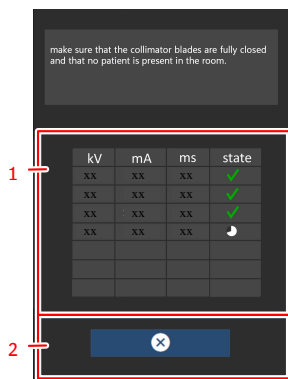 make sure that the collimator blades are fully closed
and that no patient is present in the room.
kV mA ms state
1
xx xx xx
xx xx xx
xx xx xx
xx xx xx
2